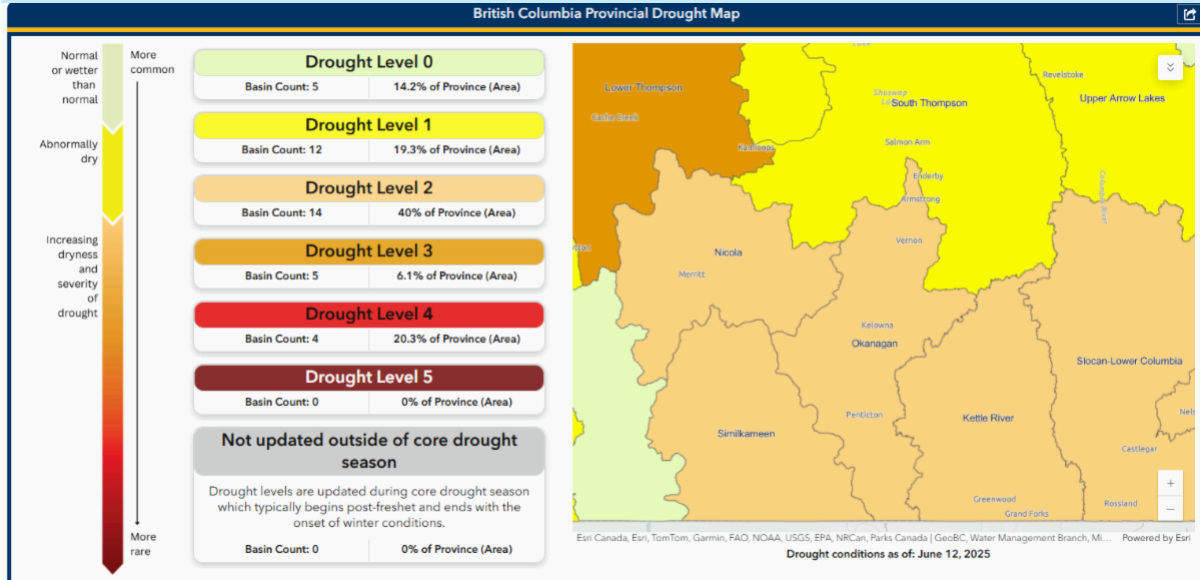 British Columbia Provincial Drought Map
Normal
or wetter
than
normal
More
common
Abnormally
dry
Increasing
dryness
and
severity
of
drought
More
rare
Drought Level 0
Basin Count: 5
14.2% of Province (Area)
Drought Level 1
Basin Count: 12
19.3% of Province (Area)
Drought Level 2
Basin Count: 14
40% of Province (Area)
Drought Level 3
Basin Count: 5
6.1% of Province (Area)
Drought Level 4
Basin Count: 4
20.3% of Province (Area)
Drought Level 5
Basin Count: 0
0% of Province (Area)
Not updated outside of core drought
season
Drought levels are updated during core drought season
which typically begins post-freshet and ends with the
onset of winter conditions.
Basin Count: 0
0% of Province (Area)
Revelstoke
Lower Thompson
Shuswap
South Thompson
Upper Arrow Lakes
Cache Creek
Kamloops
Salmon Arm
Enderby
Armstrong
Columbia River
Vernon
Nicola
Merritt
Kelowna
Okanagan
Slocan-Lower Columbia
Penticton
Kettle River
Similkameen
Castlegar
Greenwood
Grand Forks
Rossland
+
−
Esri Canada, Esri, TomTom, Garmin, FAO, NOAA, USGS, EPA, NRCan, Parks Canada | GeoBC, Water Management Branch, Mi...
Powered by Esri
Drought conditions as of: June 12, 2025